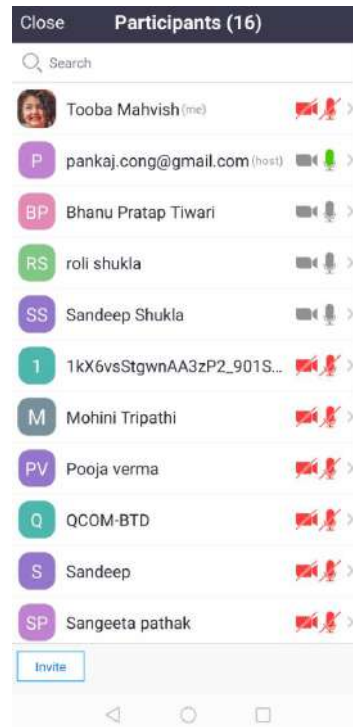 Close Participants (16)
Search
Tooba Mahvish (me)
P pankaj.cong@gmail.com (host)
BP Bhanu Pratap Tiwari
RS roli shukla
SS Sandeep Shukla
1 1kX6vsStgwnAA3zP2_901S...
M Mohini Tripathi
PV Pooja verma
Q QCOM-BTD
S Sandeep
SP Sangeeta pathak
Invite